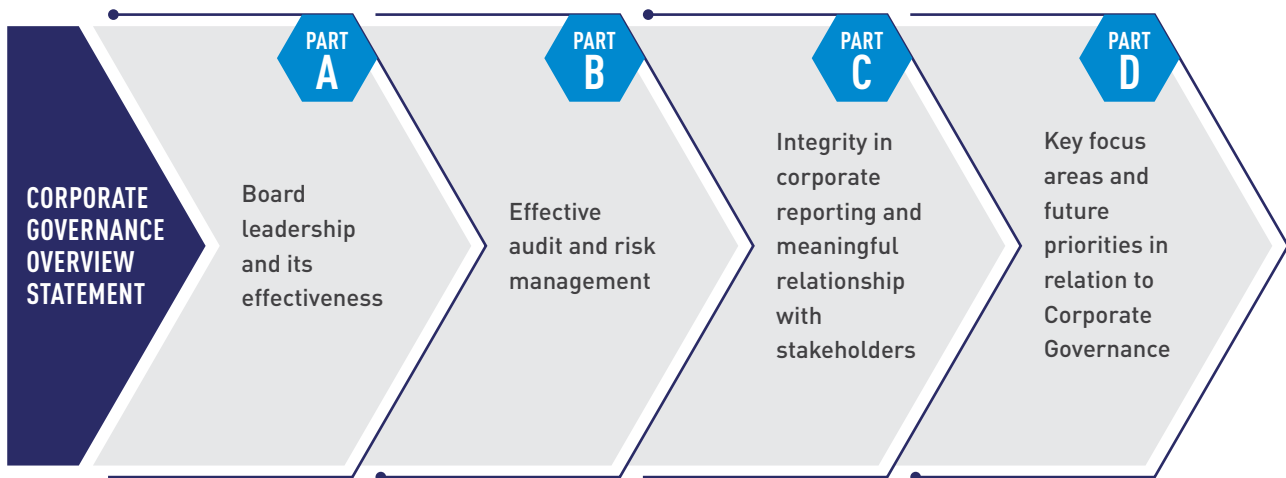 CORPORATE
GOVERNANCE
OVERVIEW
STATEMENT
PART
A
Board
leadership
and its
effectiveness
PART
B
Effective
audit and risk
management
PART
C
Integrity in
corporate
reporting and
meaningful
relationship
with
stakeholders
PART
D
Key focus
areas and
future
priorities in
relation to
Corporate
Governance